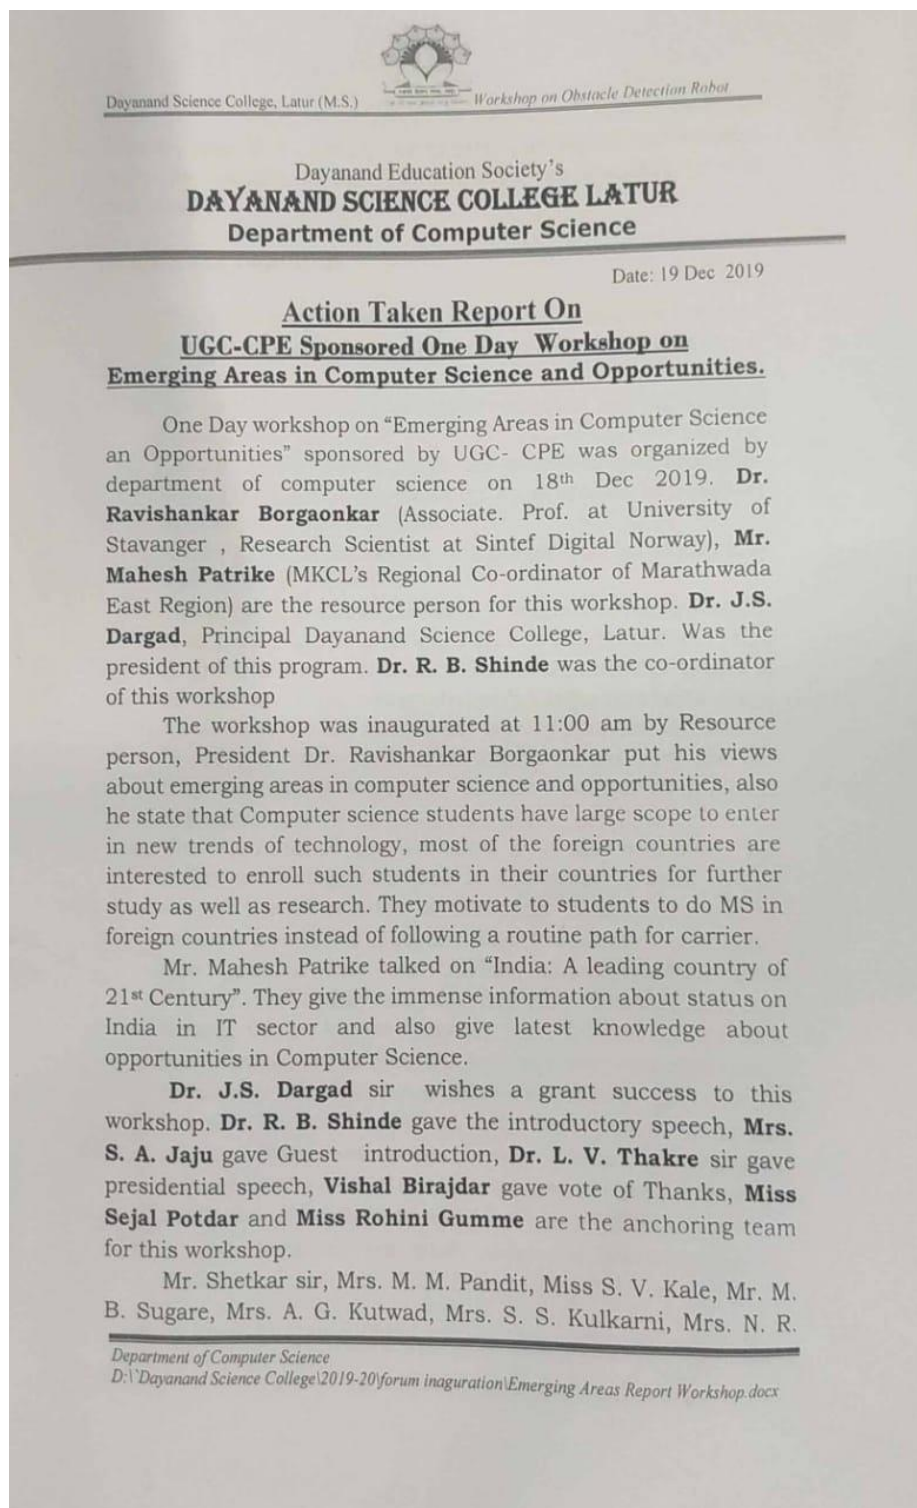 Dayanand Science College, Latur (M.S.)
Workshop on Obstacle Detection Robot
Dayanand Education Society's
DAYANAND SCIENCE COLLEGE LATUR
Department of Computer Science
Date: 19 Dec 2019
Action Taken Report On
UGC-CPE Sponsored One Day Workshop on
Emerging Areas in Computer Science and Opportunities.
One Day workshop on “Emerging Areas in Computer Science
an Opportunities” sponsored by UGC- CPE was organized by
department of computer science on 18th Dec 2019. Dr.
Ravishankar Borgaonkar (Associate. Prof. at University of
Stavanger , Research Scientist at Sintef Digital Norway), Mr.
Mahesh Patrike (MKCL’s Regional Co-ordinator of Marathwada
East Region) are the resource person for this workshop. Dr. J.S.
Dargad, Principal Dayanand Science College, Latur. Was the
president of this program. Dr. R. B. Shinde was the co-ordinator
of this workshop
The workshop was inaugurated at 11:00 am by Resource
person, President Dr. Ravishankar Borgaonkar put his views
about emerging areas in computer science and opportunities, also
he state that Computer science students have large scope to enter
in new trends of technology, most of the foreign countries are
interested to enroll such students in their countries for further
study as well as research. They motivate to students to do MS in
foreign countries instead of following a routine path for carrier.
Mr. Mahesh Patrike talked on “India: A leading country of
21st Century”. They give the immense information about status on
India in IT sector and also give latest knowledge about
opportunities in Computer Science.
Dr. J.S. Dargad sir wishes a grant success to this
workshop. Dr. R. B. Shinde gave the introductory speech, Mrs.
S. A. Jaju gave Guest introduction, Dr. L. V. Thakre sir gave
presidential speech, Vishal Birajdar gave vote of Thanks, Miss
Sejal Potdar and Miss Rohini Gumme are the anchoring team
for this workshop.
Mr. Shetkar sir, Mrs. M. M. Pandit, Miss S. V. Kale, Mr. M.
B. Sugare, Mrs. A. G. Kutwad, Mrs. S. S. Kulkarni, Mrs. N. R.
Department of Computer Science
D:\`Dayanand Science College\2019-20\forum inaguration\Emerging Areas Report Workshop.docx